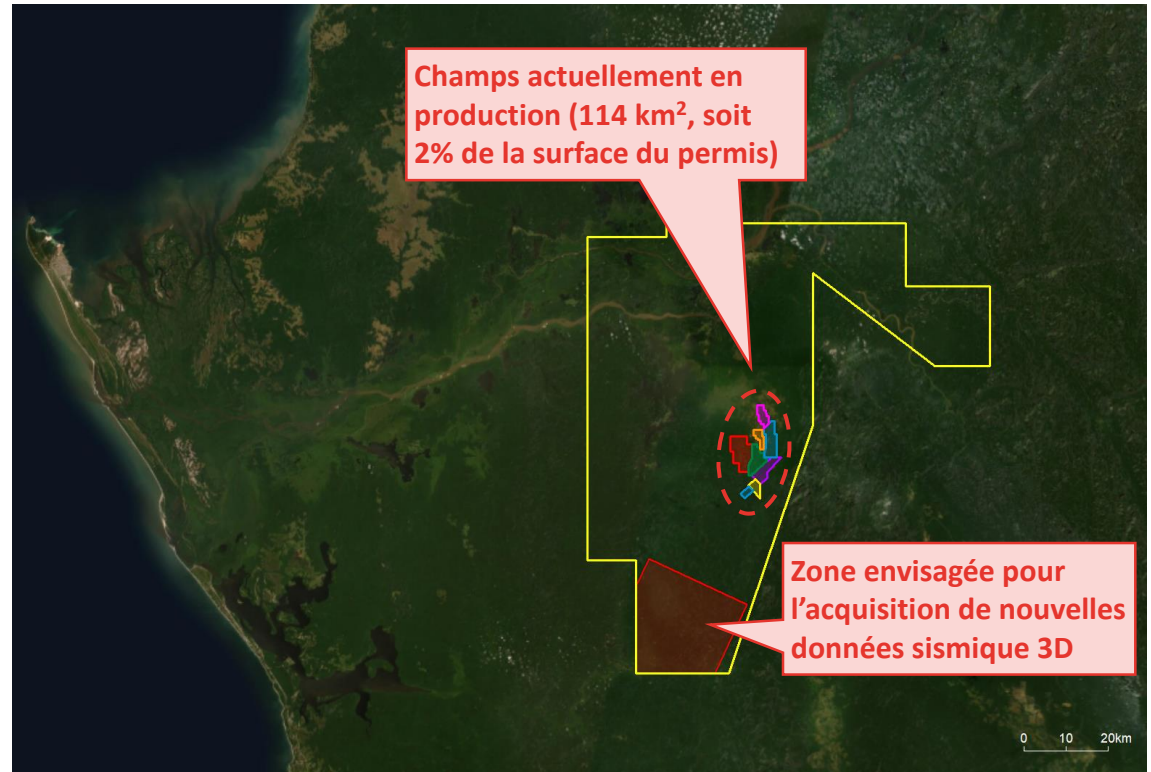 Champs actuellement en
production (114 km², soit
2% de la surface du permis)
Zone envisagée pour
l’acquisition de nouvelles
données sismique 3D
0 10 20km